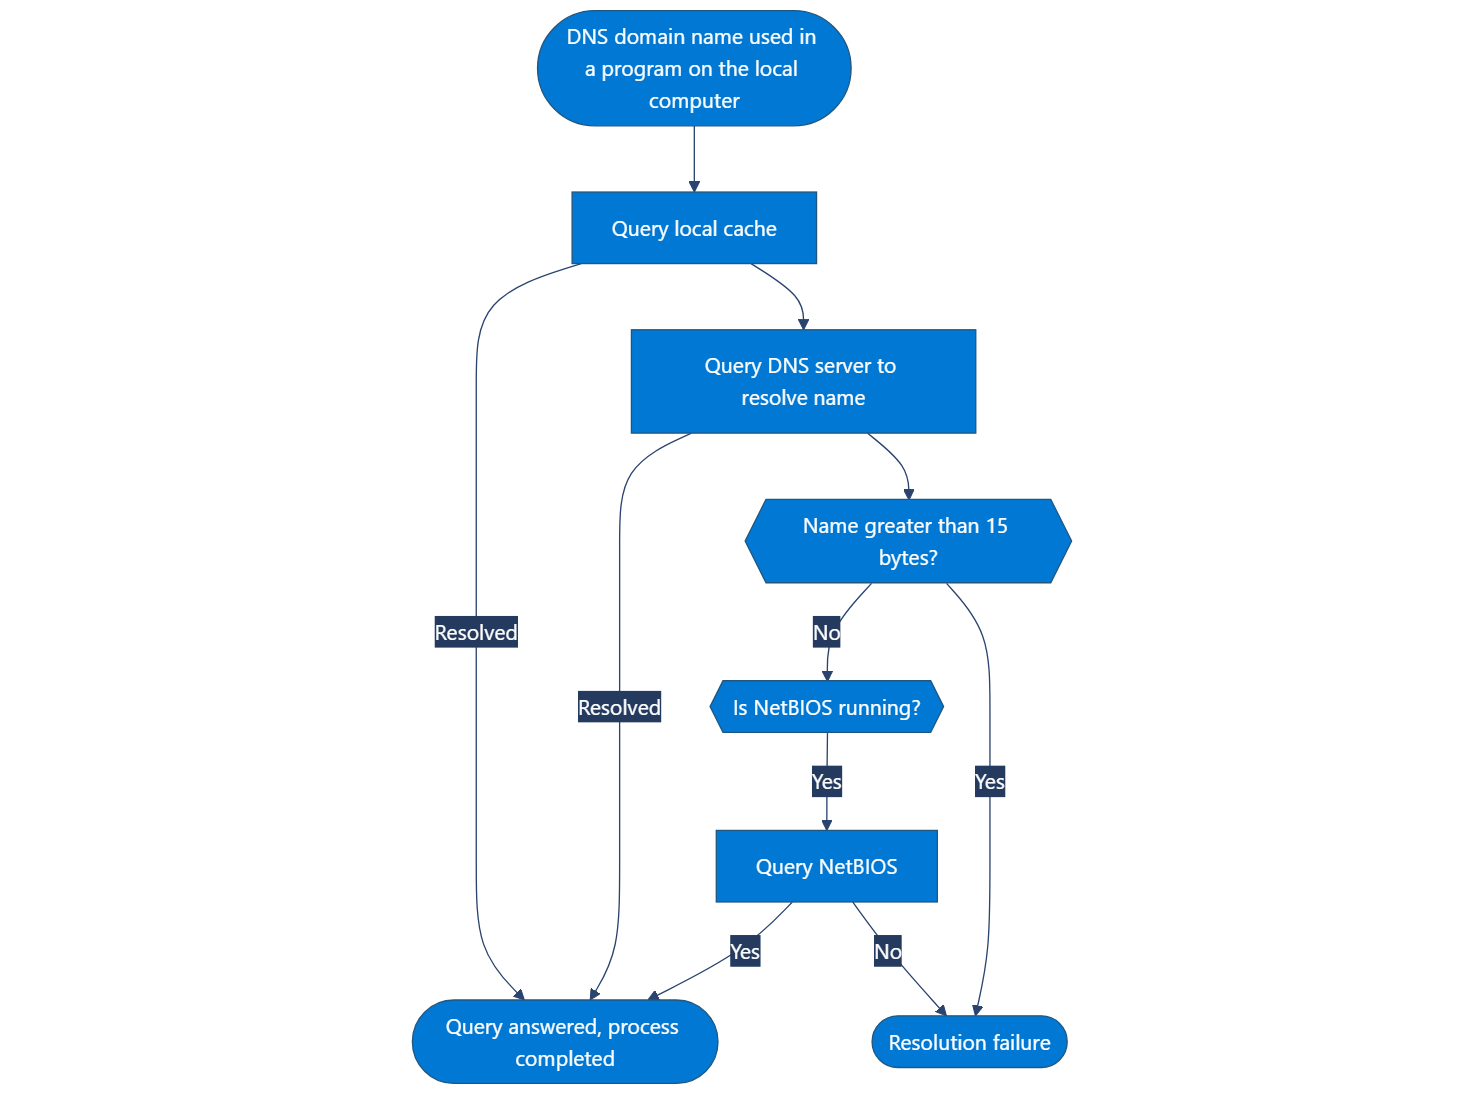 DNS domain name used in
a program on the local
computer
Query local cache
Query DNS server to
resolve name
Name greater than 15
bytes?
Resolved
No
Resolved
Is NetBIOS running?
Yes
Yes
Query NetBIOS
Yes
No
Query answered, process
completed
Resolution failure